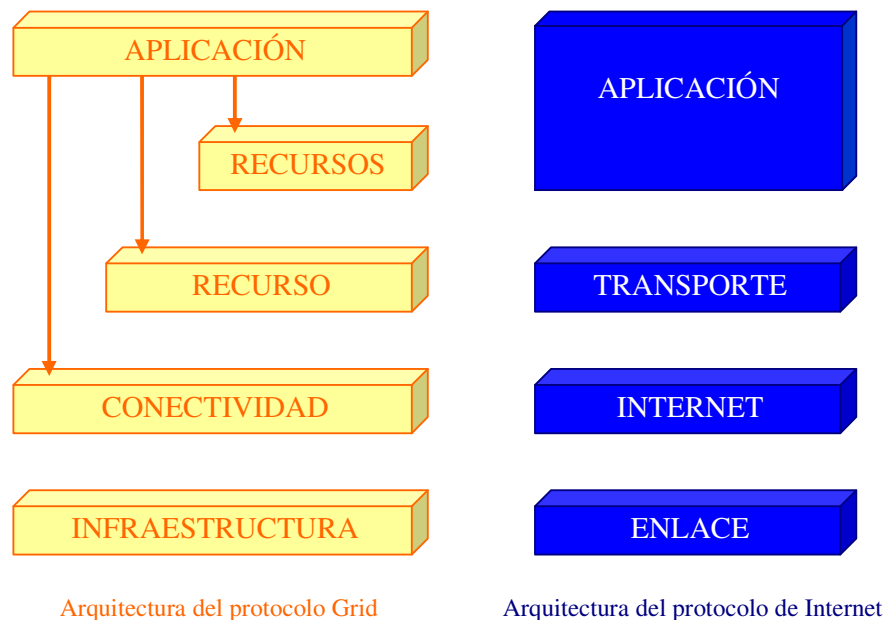 APLICACIÓN
RECURSOS
RECURSO
CONECTIVIDAD
INFRAESTRUCTURA
Arquitectura del protocolo Grid
APLICACIÓN
TRANSPORTE
INTERNET
ENLACE
Arquitectura del protocolo de Internet